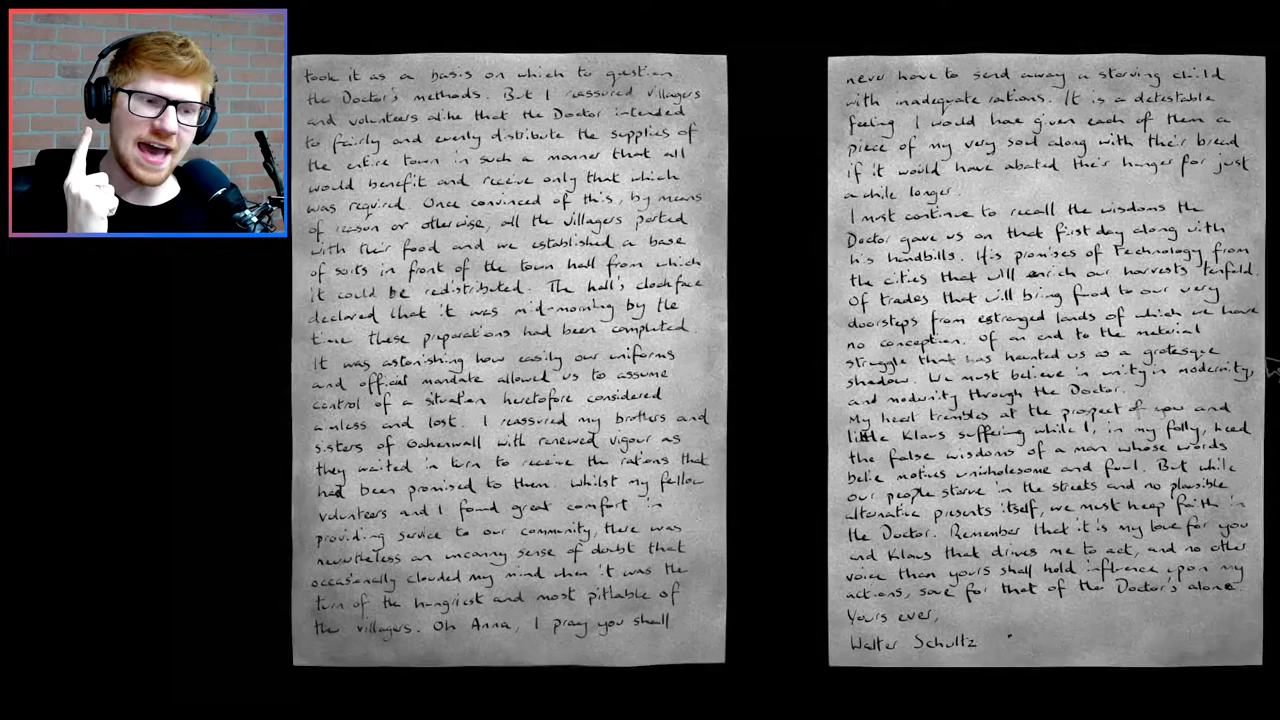 took it as a basis on which to question
the Doctor's methods. But I reassured villagers
and volunteers alike that the Doctor intended
to fairly and evenly distribute the supplies of
the entire town in such a manner that all
would benefit and receive only that which
was required. Once convinced of this, by means
of reason or otherwise, all the villagers parted
with their food and we established a base
of sorts in front of the town hall from which
it could be redistributed. The hall's clockface
declared that it was mid-morning by the
time these preparations had been completed
It was astonishing how easily our uniforms
and official mandate allowed us to assume
control of a situation heretofore considered
aimless and lost. I reassured my brothers and
sisters of with renewed vigour as
they waited in turn to receive the rations that
had been promised to them. Whilst my fellow
volunteers and I found great comfort in
providing service to our community, there was
nevertheless an uncanny sense of doubt that
occasionally clouded my mind when it was the
turn of the hungriest and most pitiable of
the villagers. Oh Anna, I pray you shall
never have to send away a starving child
with inadequate rations. It is a detestable
feeling. I would have given each of them a
piece of my very soul along with their bread
if it would have abated their hunger for just
a while longer.
I must continue to recall the wisdoms the
Doctor gave us on that first day along with
his handbills. His promises of Technology from
the cities that will enrich our harvests tenfold.
Of trades that will bring food to our very
doorsteps from estranged lands of which we have
no conception. Of an end to the material
struggle that has haunted us as a grotesque
shadow. We must believe in unity in modernity,
and modernity through the Doctor.
My heart trembles at the prospect of you and
little Klaus suffering while I, in my folly, heed
the false wisdoms of a man whose words
belie motives unwholesome and foul. But while
our people starve in the streets and no plausible
alternative presents itself, we must keep faith in
the Doctor. Remember that it is my love for you
and Klaus that drives me to act, and no other
voice than yours shall hold influence upon my
actions, save for that of the Doctor's alone.
Yours ever,
Walter Schultz